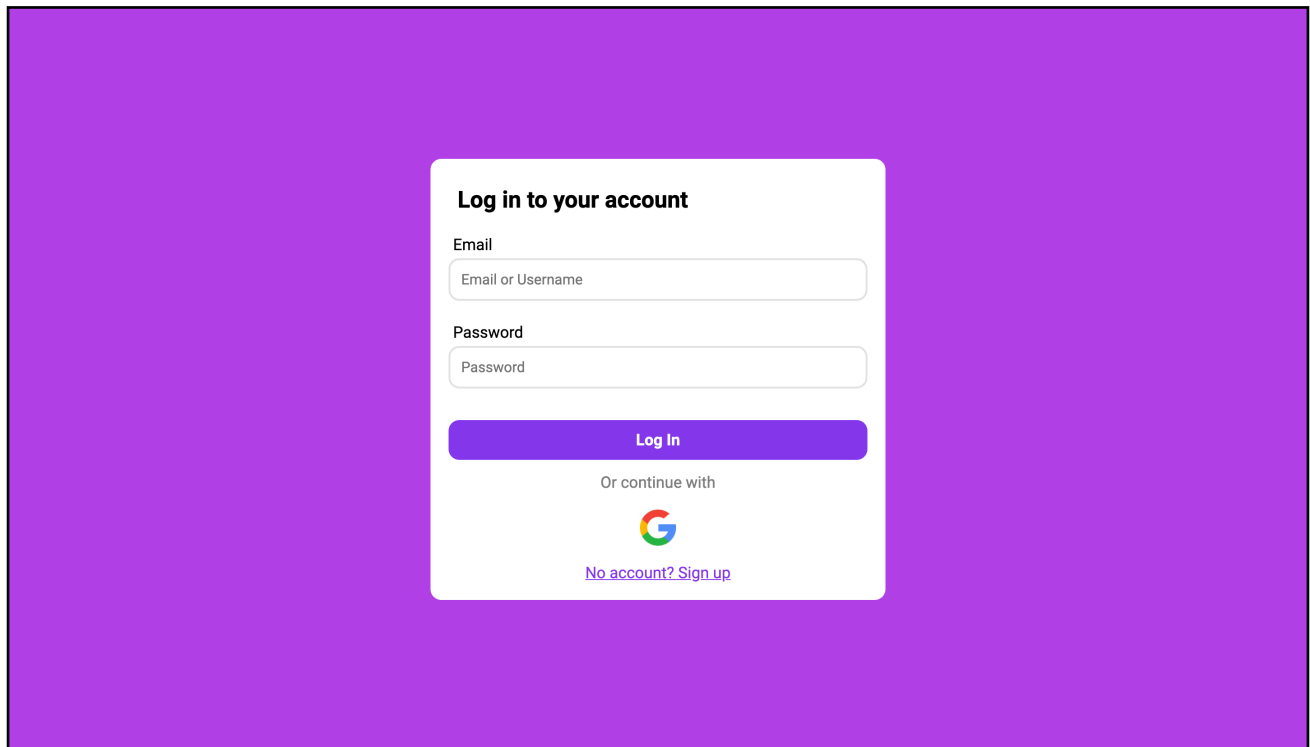 Log in to your account
Email
Email or Username
Password
Password
Log In
Or continue with
No account? Sign up